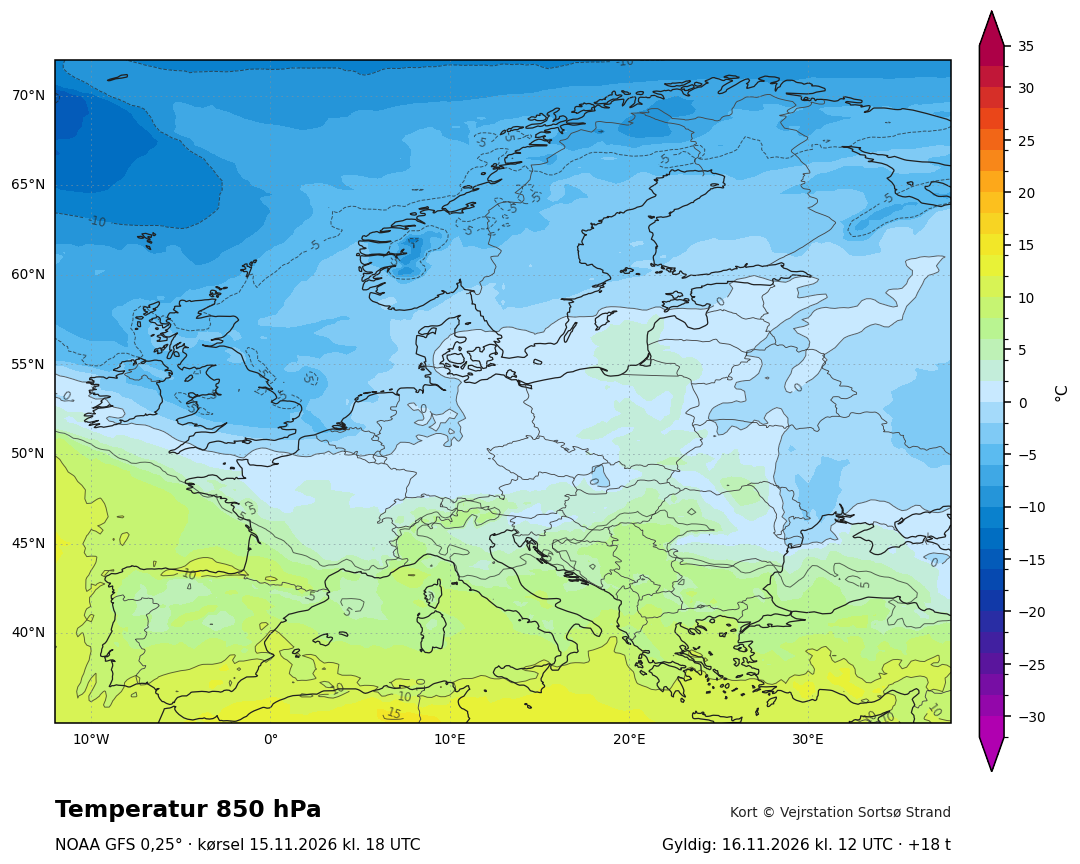 70°N
65°N
60°N
55°N
50°N
45°N
40°N
10°W 0° 10°E 20°E 30°E
35
30
25
20
15
10
5
0
−5
−10
−15
−20
−25
−30
°C
Temperatur 850 hPa
Kort © Vejrstation Sortsø Strand
NOAA GFS 0,25° · kørsel 15.11.2026 kl. 18 UTC
Gyldig: 16.11.2026 kl. 12 UTC · +18 t